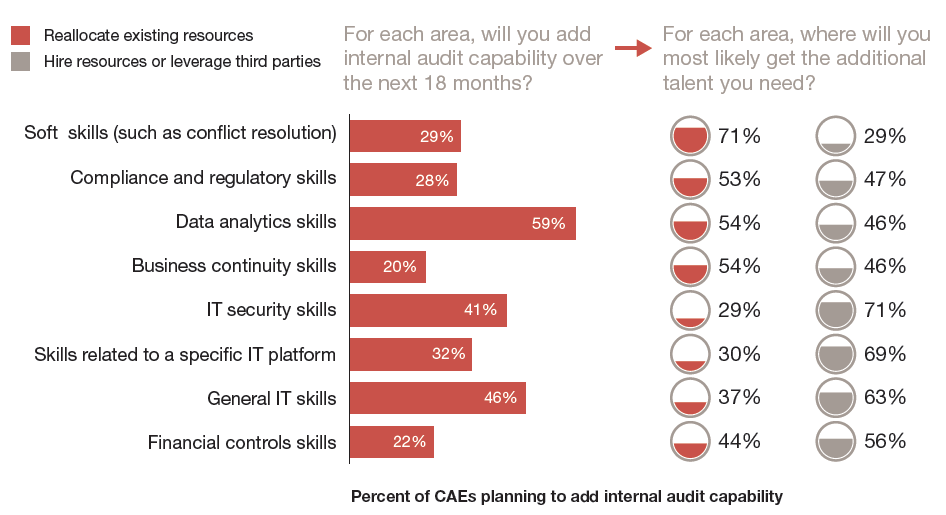 Reallocate existing resources
Hire resources or leverage third parties
For each area, will you add
internal audit capability over
the next 18 months?
For each area, where will you
most likely get the additional
talent you need?
Soft skills (such as conflict resolution) 29% 71% 29%
Compliance and regulatory skills 28% 53% 47%
Data analytics skills 59% 54% 46%
Business continuity skills 20% 54% 46%
IT security skills 41% 29% 71%
Skills related to a specific IT platform 32% 30% 69%
General IT skills 46% 37% 63%
Financial controls skills 22% 44% 56%
Percent of CAEs planning to add internal audit capability